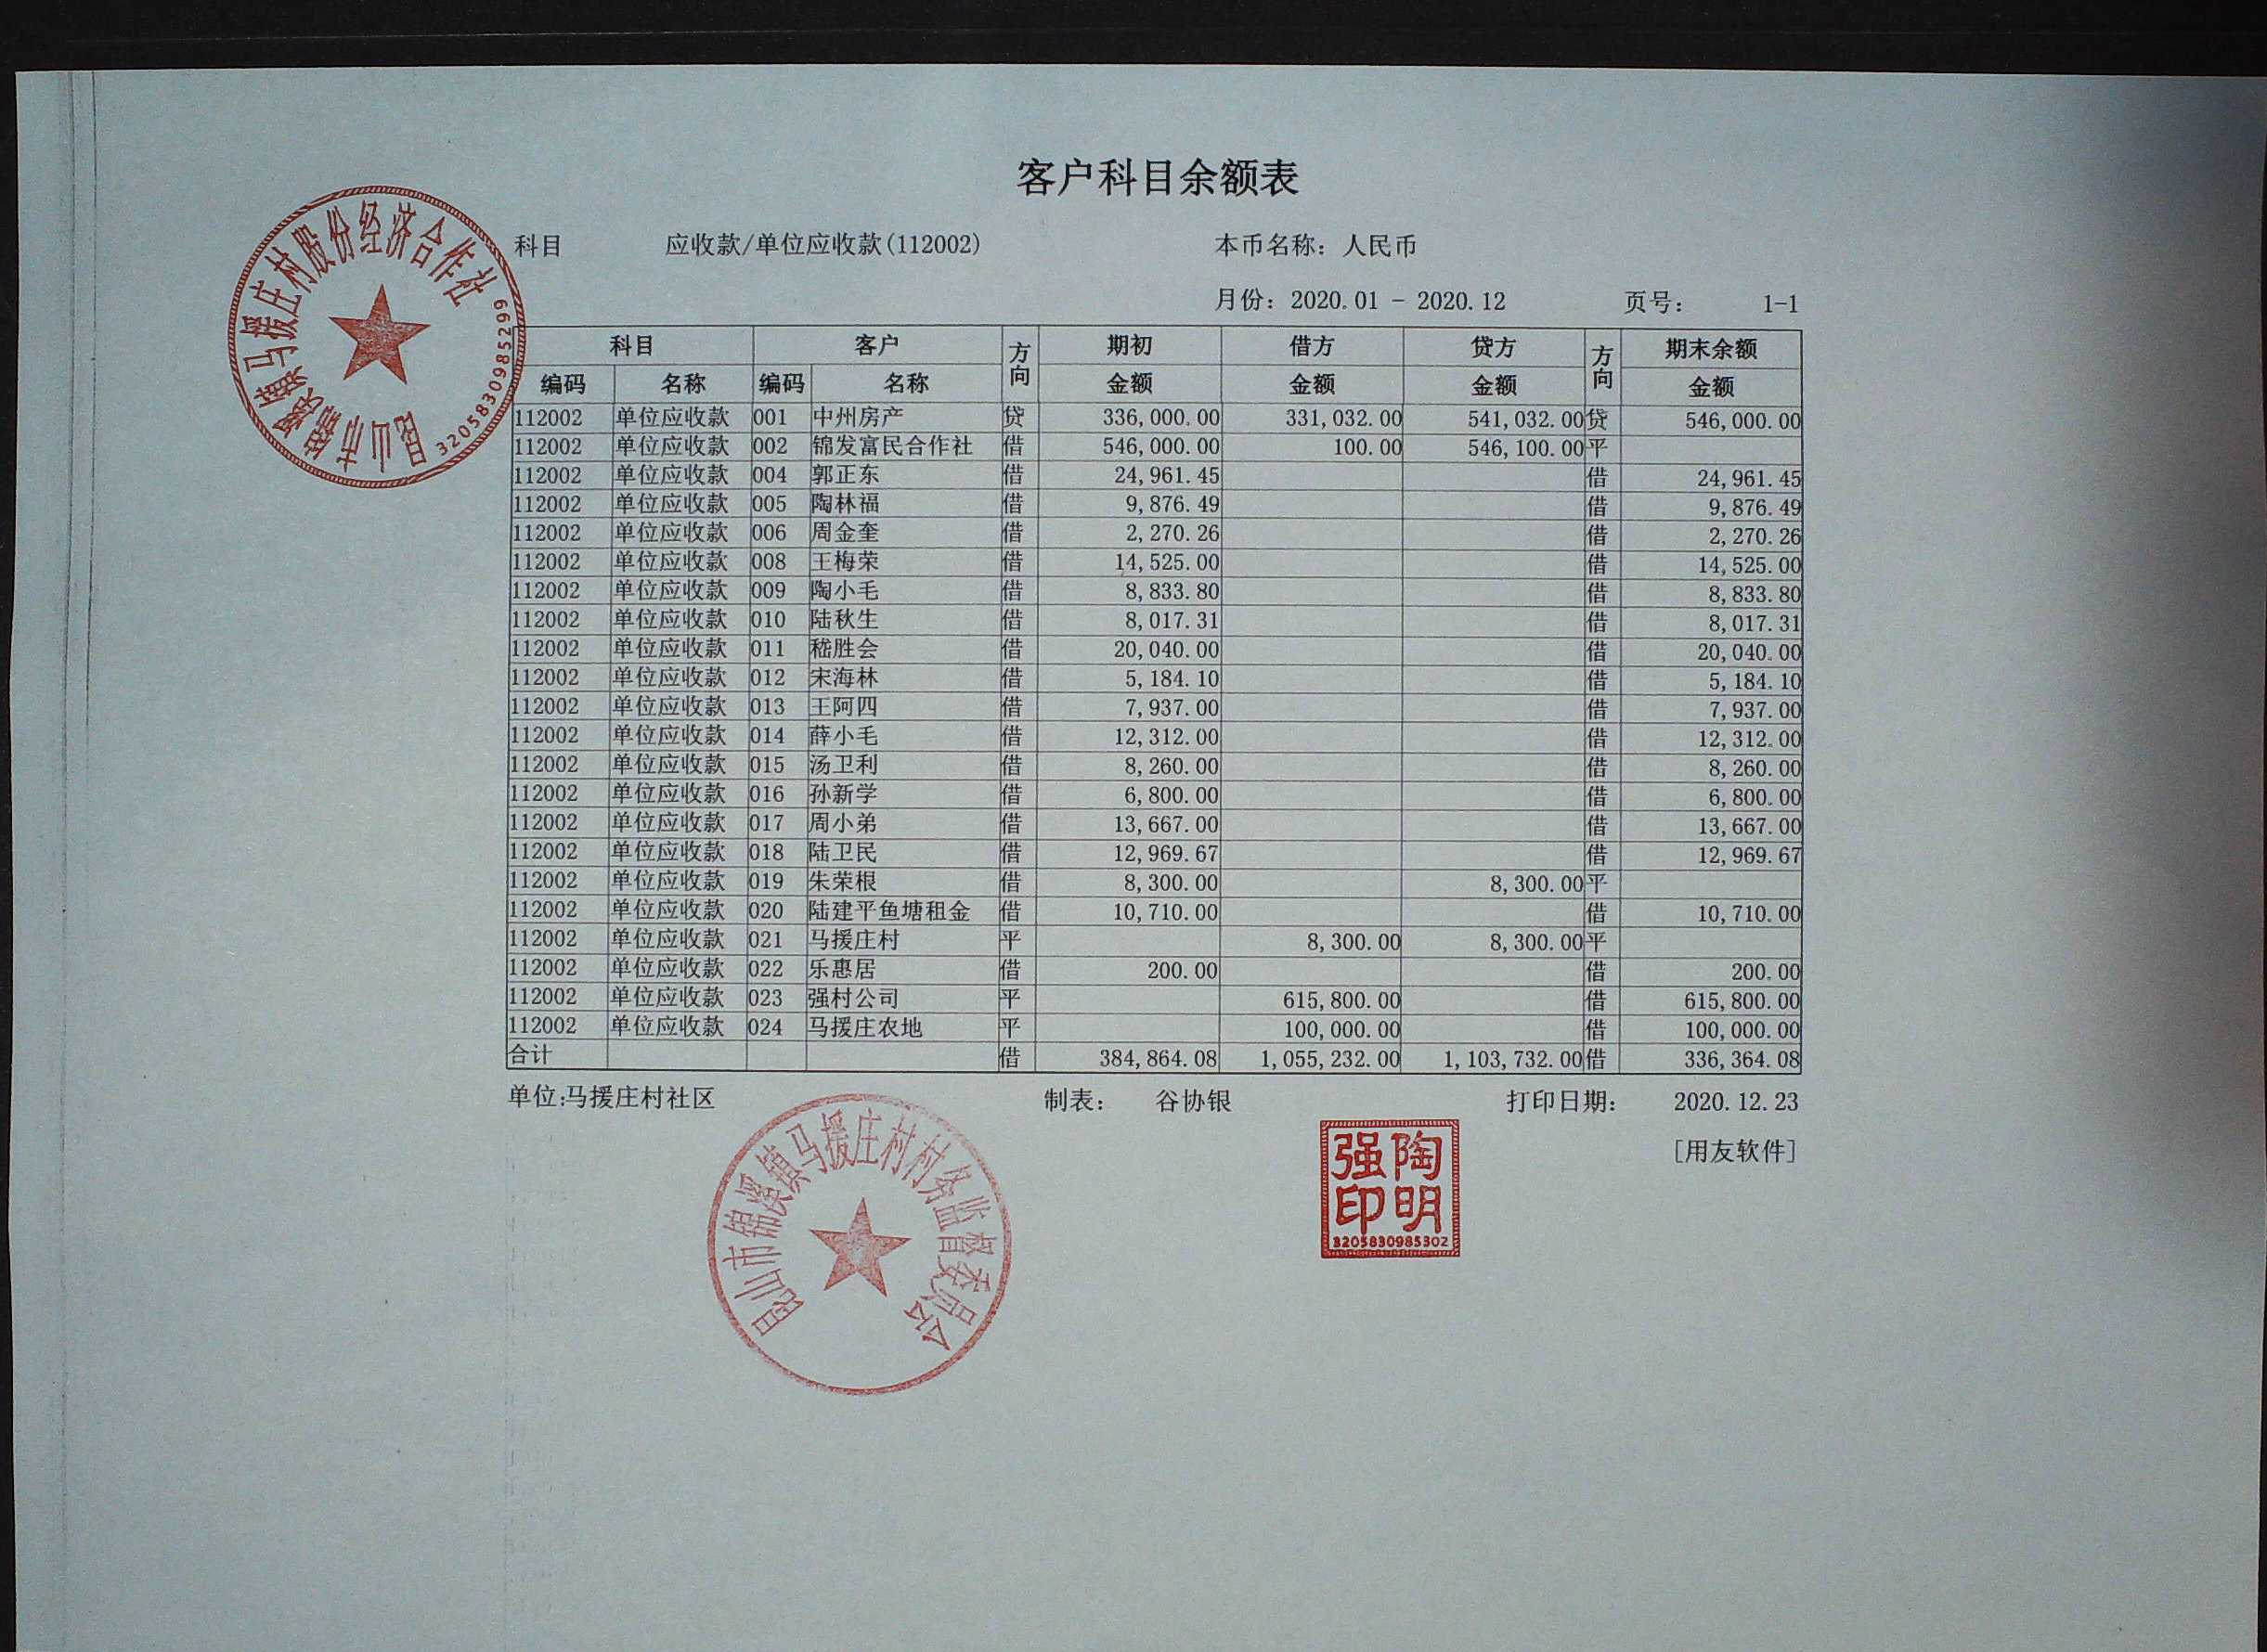 客户科目余额表
科目 应收款/单位应收款(112002) 本币名称：人民币
月份：2020.01 - 2020.12 页号： 1-1
科目 客户 方向 期初 借方 贷方 方向 期末余额
编码 名称 编码 名称 金额 金额 金额 金额
112002 单位应收款 001 中州房产 贷 336,000.00 331,032.00 541,032.00 贷 546,000.00
112002 单位应收款 002 锦发富民合作社 借 546,000.00 100.00 546,100.00 平
112002 单位应收款 004 郭正东 借 24,961.45 借 24,961.45
112002 单位应收款 005 陶林福 借 9,876.49 借 9,876.49
112002 单位应收款 006 周金奎 借 2,270.26 借 2,270.26
112002 单位应收款 008 王梅荣 借 14,525.00 借 14,525.00
112002 单位应收款 009 陶小毛 借 8,833.80 借 8,833.80
112002 单位应收款 010 陆秋生 借 8,017.31 借 8,017.31
112002 单位应收款 011 嵇胜会 借 20,040.00 借 20,040.00
112002 单位应收款 012 宋海林 借 5,184.10 借 5,184.10
112002 单位应收款 013 王阿四 借 7,937.00 借 7,937.00
112002 单位应收款 014 薛小毛 借 12,312.00 借 12,312.00
112002 单位应收款 015 汤卫利 借 8,260.00 借 8,260.00
112002 单位应收款 016 孙新学 借 6,800.00 借 6,800.00
112002 单位应收款 017 周小弟 借 13,667.00 借 13,667.00
112002 单位应收款 018 陆卫民 借 12,969.67 借 12,969.67
112002 单位应收款 019 朱荣根 借 8,300.00 8,300.00 平
112002 单位应收款 020 陆建平鱼塘租金 借 10,710.00 借 10,710.00
112002 单位应收款 021 马援庄村 平 8,300.00 8,300.00 平
112002 单位应收款 022 乐惠居 借 200.00 借 200.00
112002 单位应收款 023 强村公司 平 615,800.00 借 615,800.00
112002 单位应收款 024 马援庄农地 平 100,000.00 借 100,000.00
合计 借 384,864.08 1,055,232.00 1,103,732.00 借 336,364.08
单位:马援庄村社区 制表： 谷协银 打印日期： 2020.12.23
[用友软件]
昆山市锦溪镇马援庄村股份经济合作社
3205830985299
昆山市锦溪镇马援庄村村务监督委员会
陶明强印
3205830985302